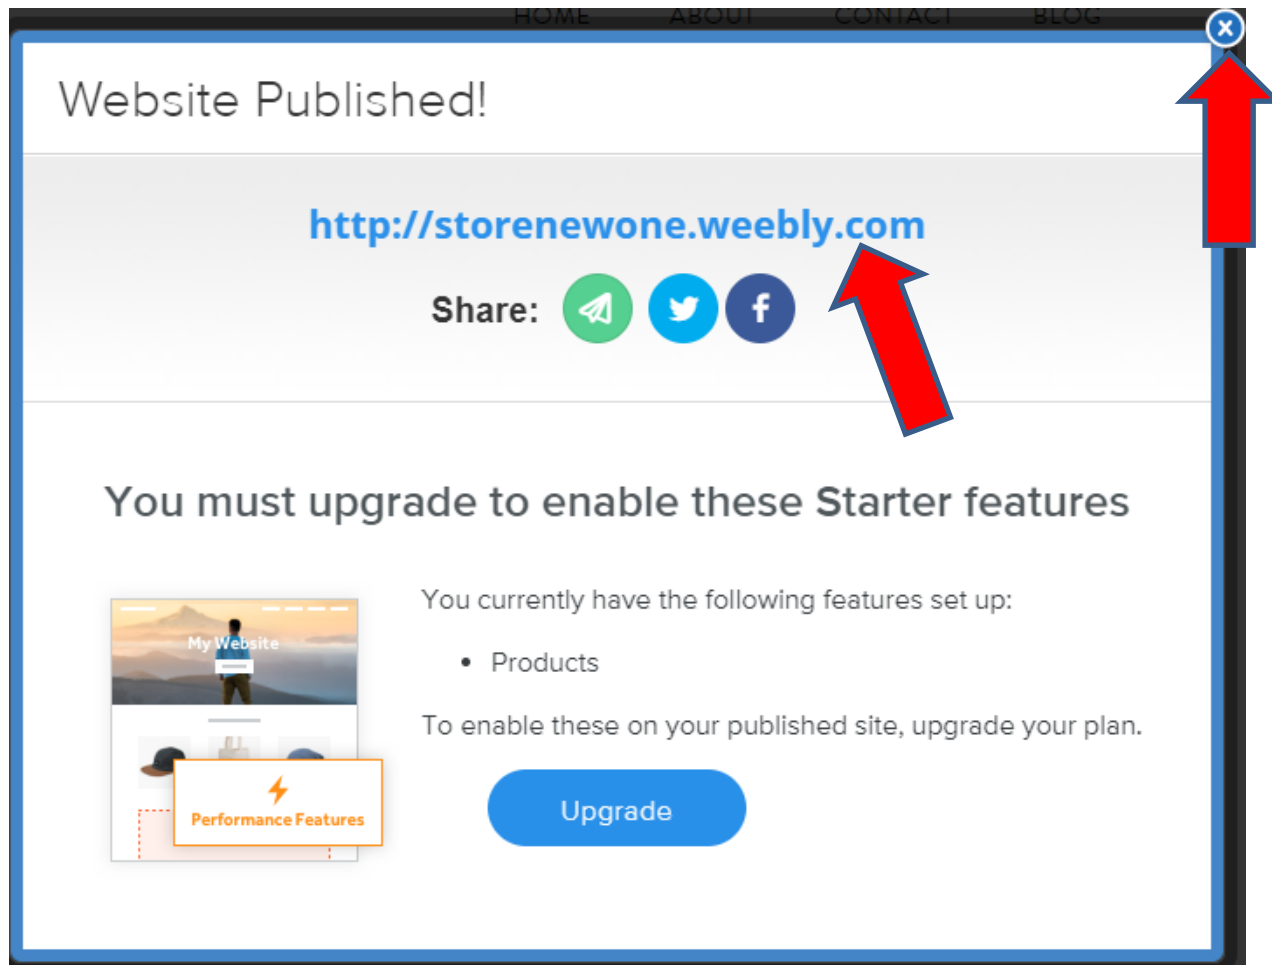 HOME ABOUT CONTACT BLOG
Website Published!
http://storenewone.weebly.com
Share:
You must upgrade to enable these Starter features
You currently have the following features set up:
• Products
To enable these on your published site, upgrade your plan.
Upgrade
My Website
Performance Features